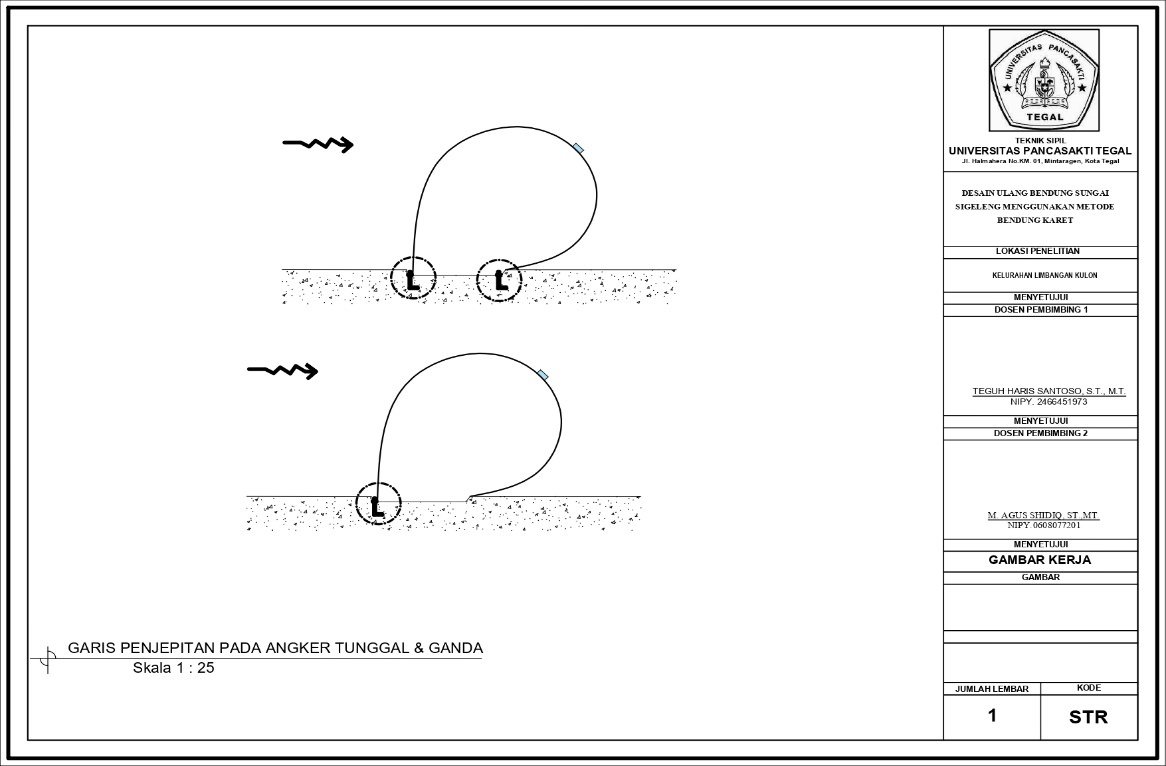 GARIS PENJEPITAN PADA ANGKER TUNGGAL & GANDA
Skala 1 : 25
UNIVERSITAS PANCASAKTI
TEGAL
TEKNIK SIPIL
UNIVERSITAS PANCASAKTI TEGAL
Jl. Halmahera No.KM. 01, Mintaragen, Kota Tegal
DESAIN ULANG BENDUNG SUNGAI
SIGELENG MENGGUNAKAN METODE
BENDUNG KARET
LOKASI PENELITIAN
KELURAHAN LIMBANGAN KULON
MENYETUJUI
DOSEN PEMBIMBING 1
TEGUH HARIS SANTOSO, S.T., M.T.
NIPY. 2466451973
MENYETUJUI
DOSEN PEMBIMBING 2
M. AGUS SHIDIQ, ST.,MT.
NIPY. 0608077201
MENYETUJUI
GAMBAR KERJA
GAMBAR
JUMLAH LEMBAR
KODE
1
STR